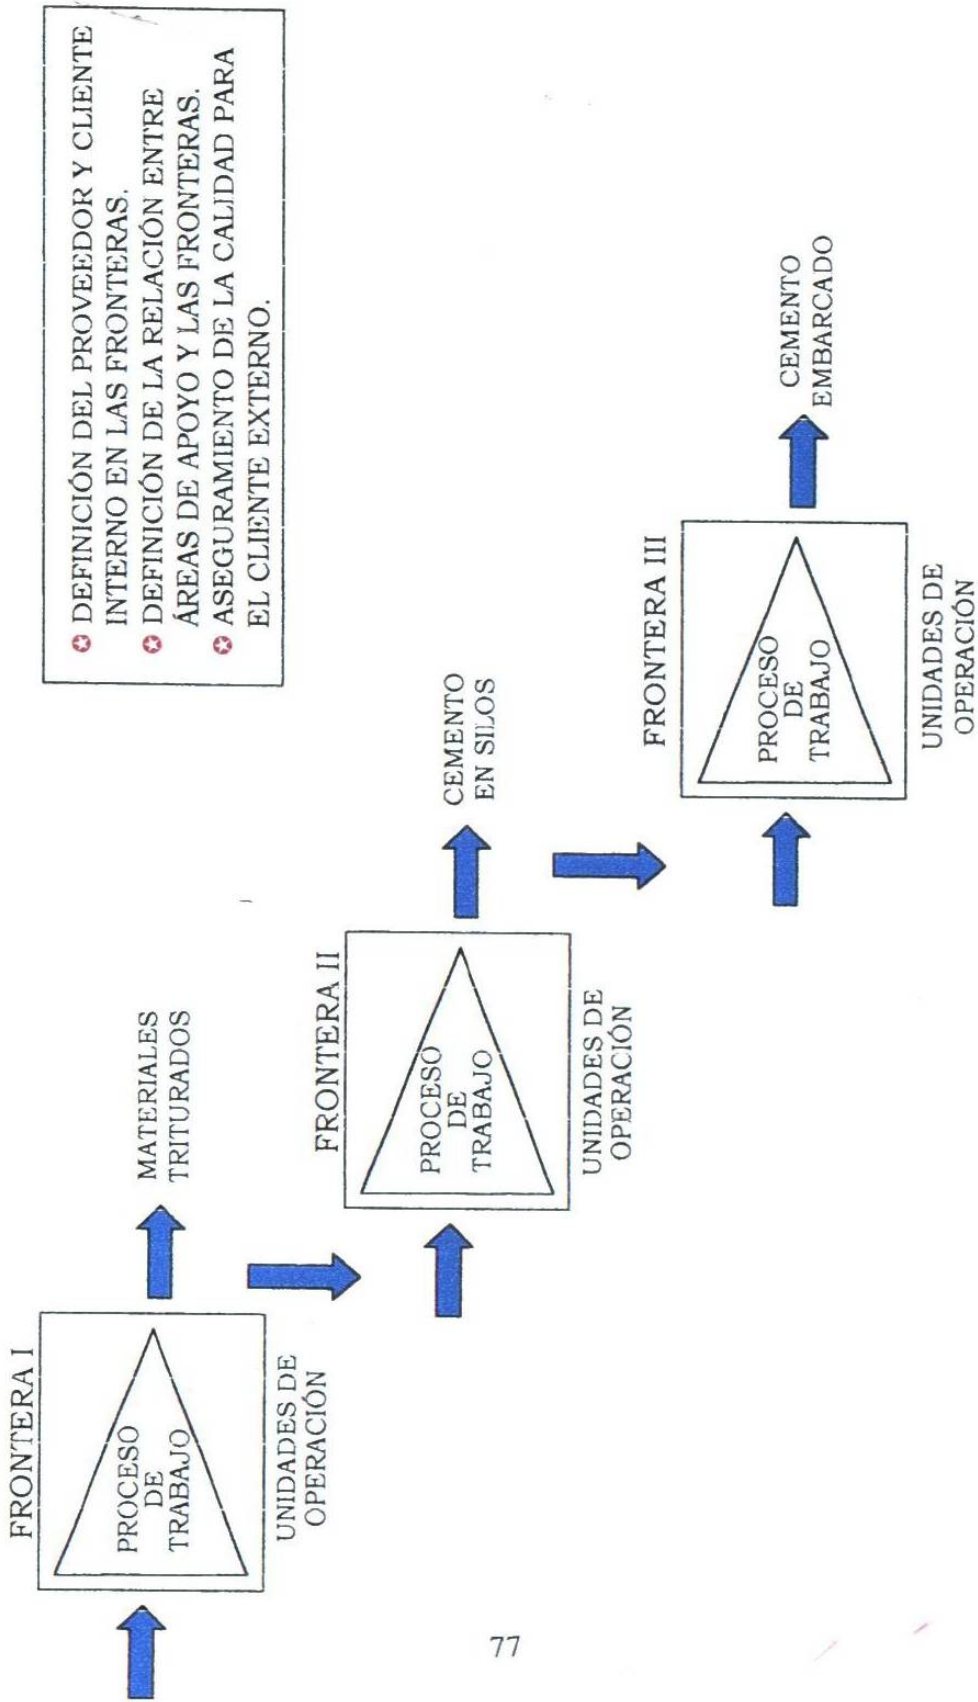 DEFINICIÓN DEL PROVEEDOR Y CLIENTE
INTERNO EN LAS FRONTERAS.
DEFINICIÓN DE LA RELACIÓN ENTRE
ÁREAS DE APOYO Y LAS FRONTERAS.
ASEGURAMIENTO DE LA CALIDAD PARA
EL CLIENTE EXTERNO.
FRONTERA I
PROCESO
DE
TRABAJO
UNIDADES DE
OPERACIÓN
MATERIALES
TRITURADOS
FRONTERA II
PROCESO
DE
TRABAJO
UNIDADES DE
OPERACIÓN
CEMENTO
EN SILOS
FRONTERA III
PROCESO
DE
TRABAJO
UNIDADES DE
OPERACIÓN
CEMENTO
EMBARCADO
77